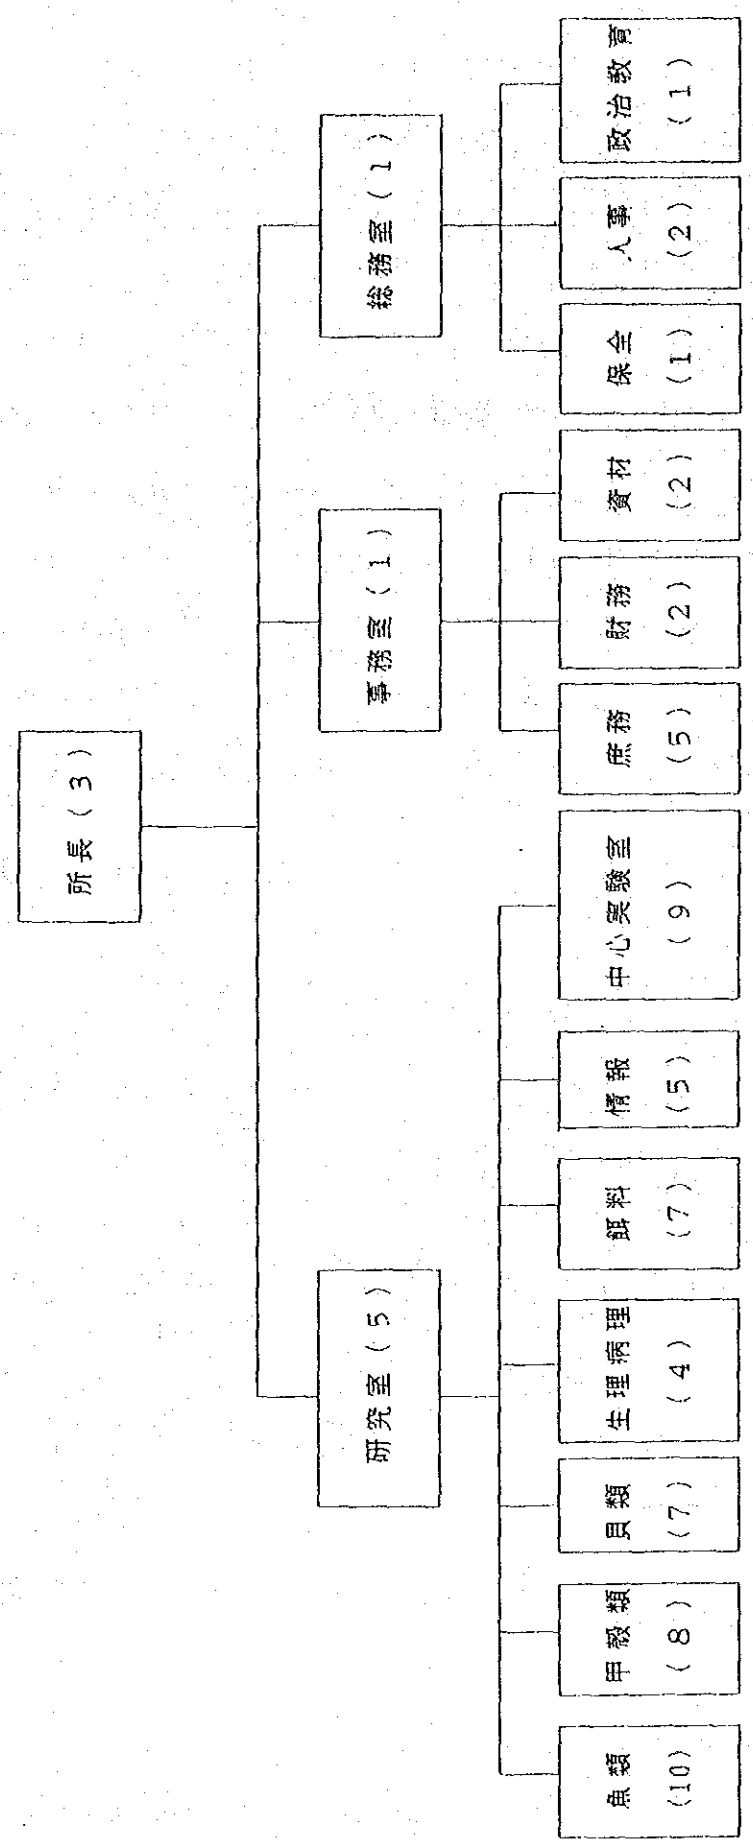 所長(3)
研究室(5)
事務室(1)
総務室(1)
魚類
(10)
甲殻類
(8)
貝類
(7)
生理病理
(4)
餌料
(7)
情報
(5)
中心実験室
(9)
庶務
(5)
財務
(2)
資材
(2)
保全
(1)
人事
(2)
政治教育
(1)